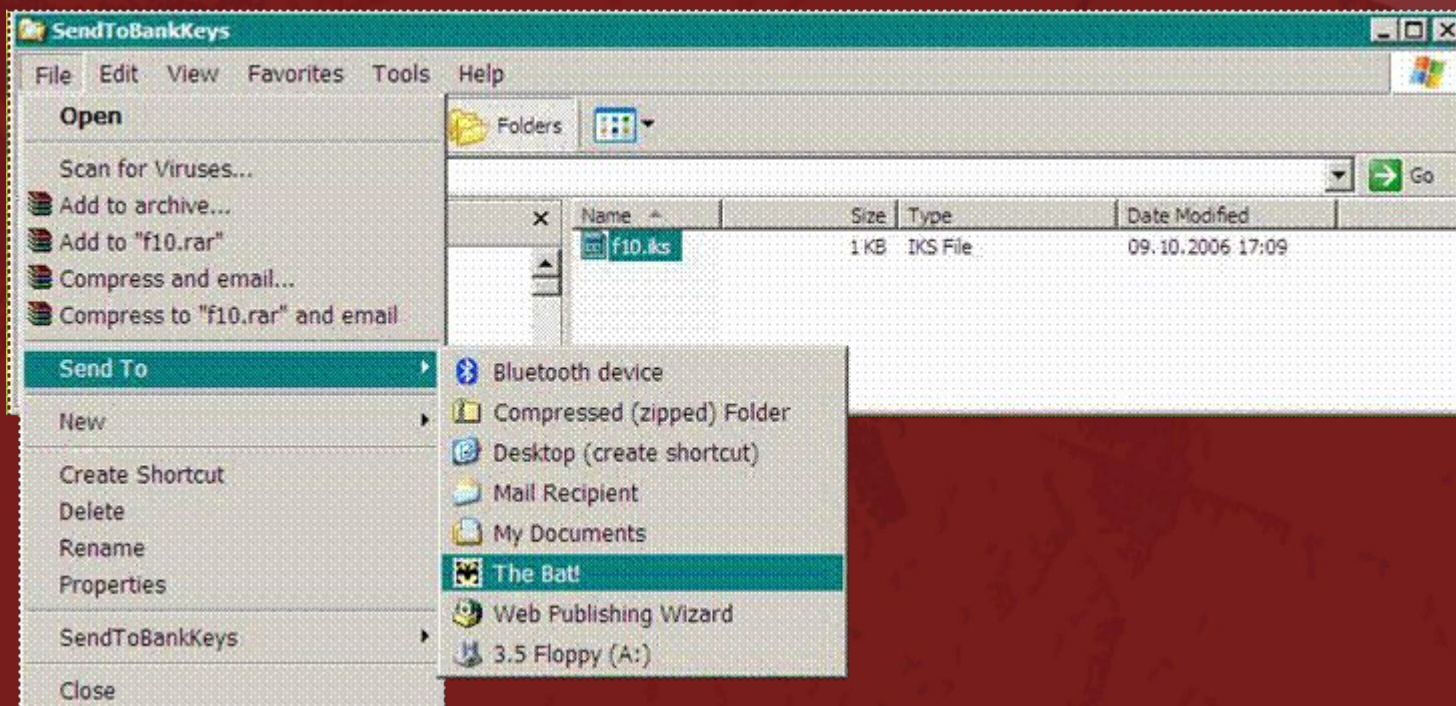 SendToBankKeys
File Edit View Favorites Tools Help
Open
Folders
Scan for Viruses...
Go
Add to archive...
Name Size Type Date Modified
Add to "f10.rar"
f10.iks 1 KB IKS File 09.10.2006 17:09
Compress and email...
Compress to "f10.rar" and email
Send To
Bluetooth device
New
Compressed (zipped) Folder
Desktop (create shortcut)
Create Shortcut
Mail Recipient
Delete
My Documents
Rename
The Bat!
Properties
Web Publishing Wizard
SendToBankKeys
3.5 Floppy (A:)
Close